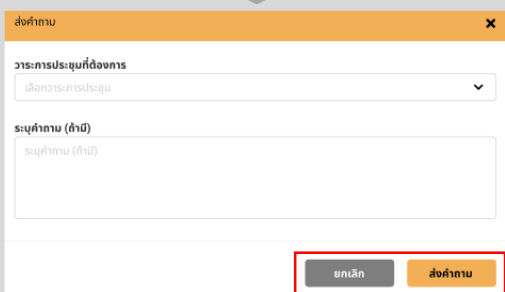 ส่งคำถาม
วาระการประชุมที่ต้องการ
เลือกวาระการประชุม
ระบุคำถาม (ถ้ามี)
ระบุคำถาม (ถ้ามี)
ยกเลิก ส่งคำถาม